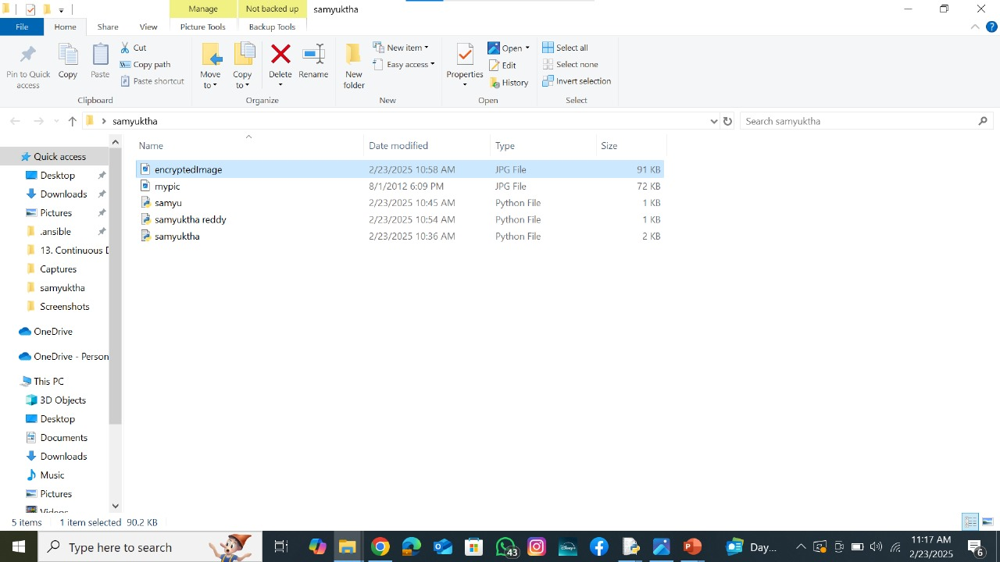 Manage Not backed up samyuktha
File Home Share View Picture Tools Backup Tools
Pin to Quick access
Copy
Paste
Cut
Copy path
Paste shortcut
Clipboard
Move to
Copy to
Delete
Rename
Organize
New folder
New item
Easy access
New
Properties
Open
Edit
History
Open
Select all
Select none
Invert selection
Select
samyuktha
Search samyuktha
Name Date modified Type Size
encryptedImage 2/23/2025 10:58 AM JPG File 91 KB
mypic 8/1/2012 6:09 PM JPG File 72 KB
samyu 2/23/2025 10:45 AM Python File 1 KB
samyuktha reddy 2/23/2025 10:54 AM Python File 1 KB
samyuktha 2/23/2025 10:36 AM Python File 2 KB
Quick access
Desktop
Downloads
Pictures
.ansible
13. Continuous D
Captures
samyuktha
Screenshots
OneDrive
OneDrive - Person
This PC
3D Objects
Desktop
Documents
Downloads
Music
Pictures
Videos
5 items 1 item selected 90.2 KB
Type here to search
43
Day...
11:17 AM
2/23/2025
6